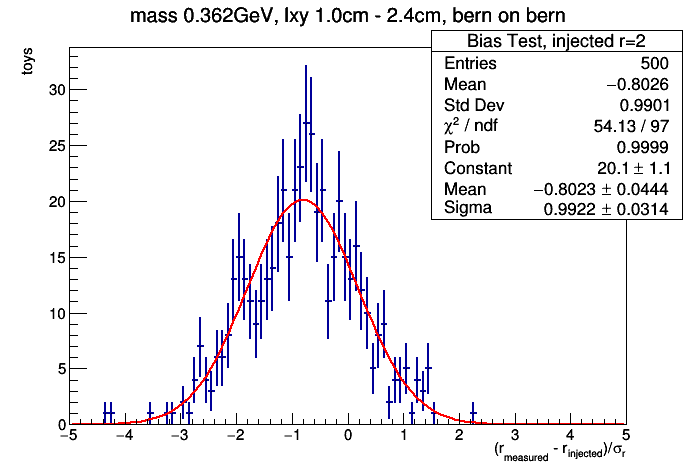 mass 0.362GeV, lxy 1.0cm - 2.4cm, bern on bern
toys
Bias Test, injected r=2
Entries 500
Mean −0.8026
Std Dev 0.9901
χ² / ndf 54.13 / 97
Prob 0.9999
Constant 20.1 ± 1.1
Mean −0.8023 ± 0.0444
Sigma 0.9922 ± 0.0314
30
25
20
15
10
5
0
−5 −4 −3 −2 −1 0 1 2 3 4 5
(r_measured - r_injected)/σ_r